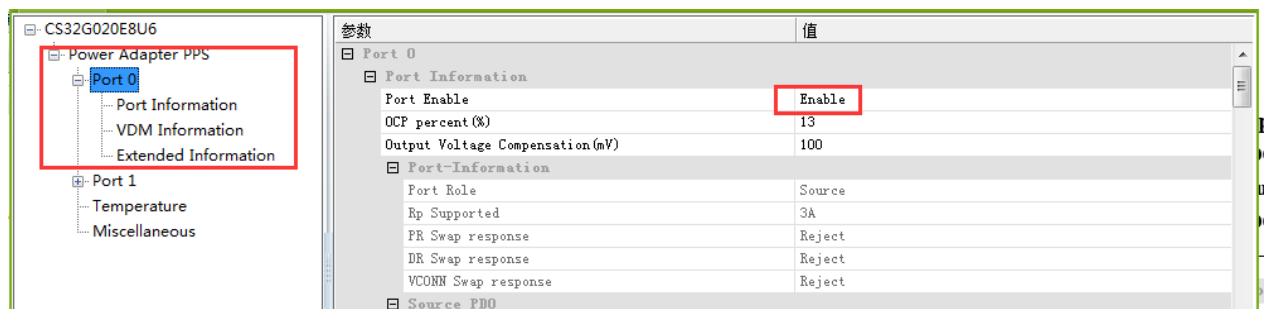 CS32G020E8U6
Power Adapter PPS
Port 0
Port Information
VDM Information
Extended Information
Port 1
Temperature
Miscellaneous
参数 值
Port 0
Port Information
Port Enable Enable
OCP percent(%) 13
Output Voltage Compensation(mV) 100
Port-Information
Port Role Source
Rp Supported 3A
PR Swap response Reject
DR Swap response Reject
VCONN Swap response Reject
Source PDO